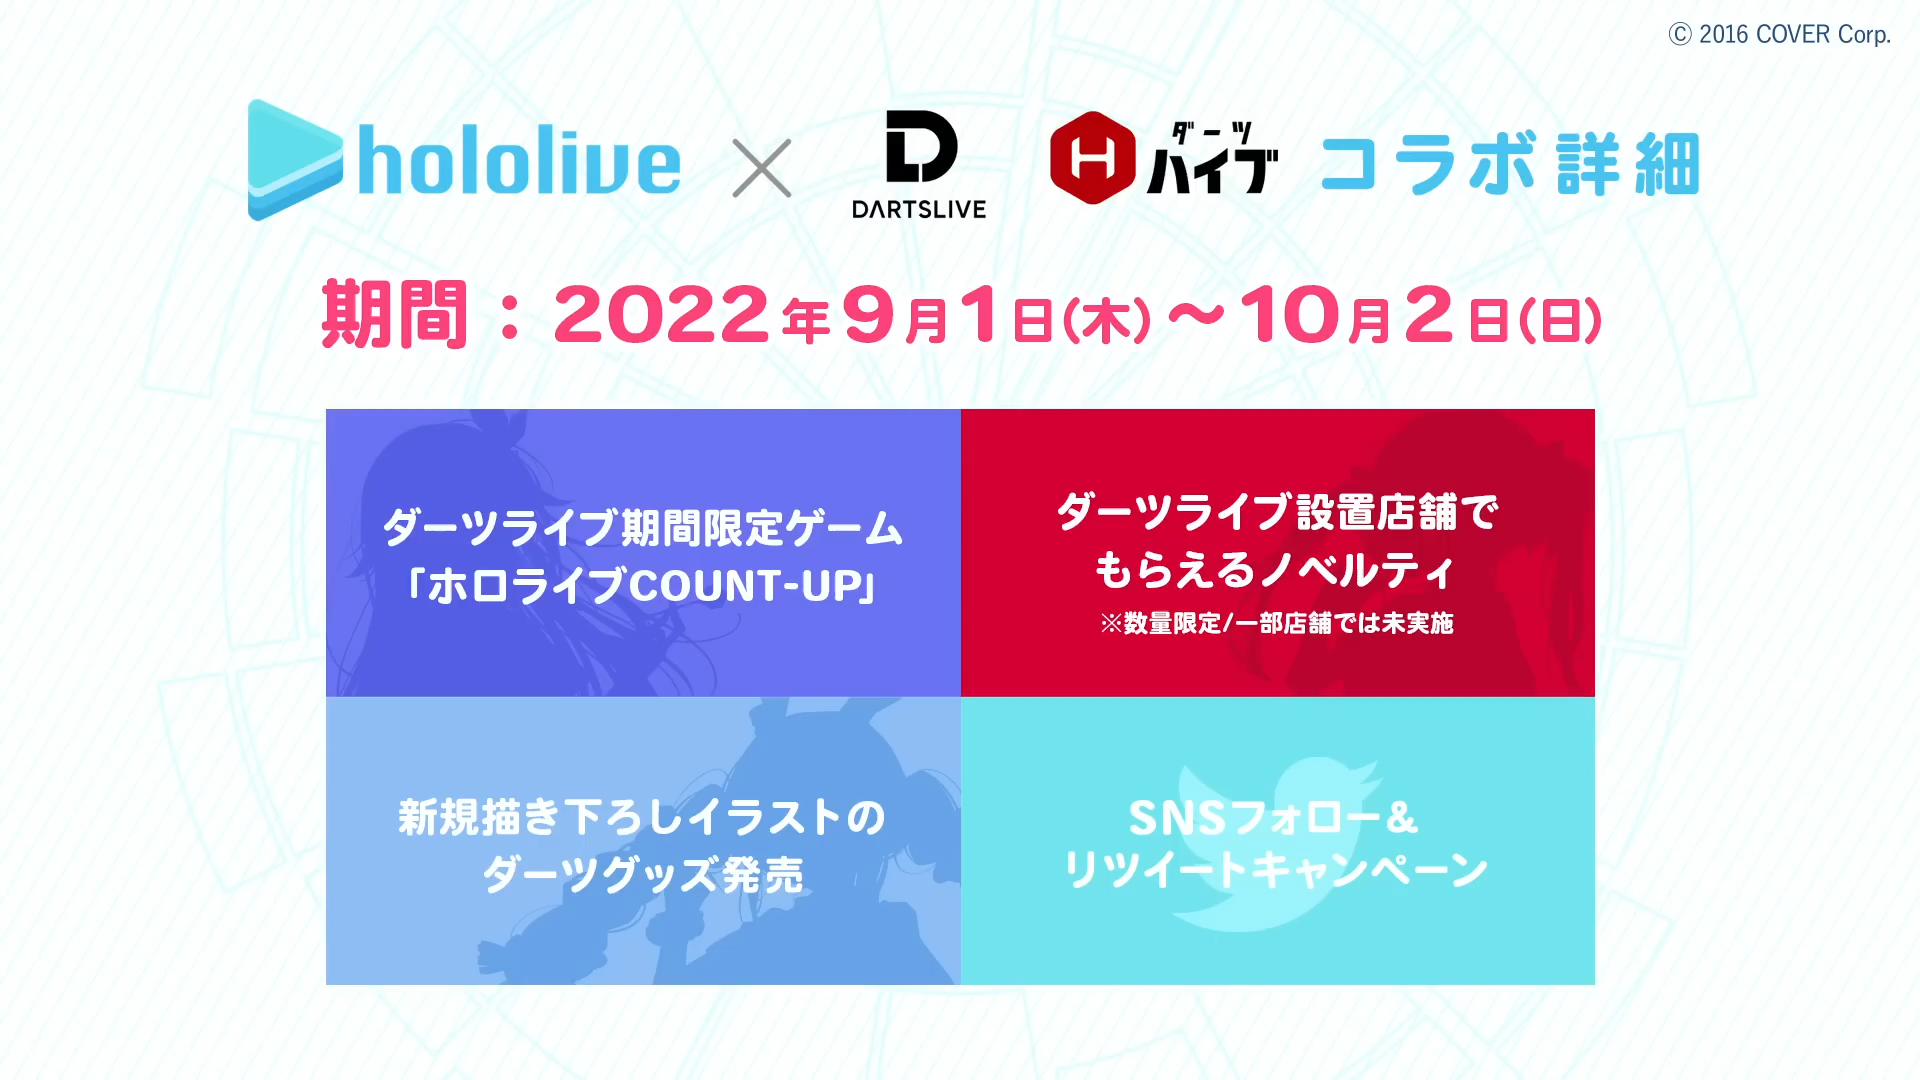 Ⓒ 2016 COVER Corp.
hololive × D DARTSLIVE H ダーツハイブ コラボ詳細
期間：2022年9月1日(木)～10月2日(日)
ダーツライブ期間限定ゲーム
「ホロライブCOUNT-UP」
ダーツライブ設置店舗で
もらえるノベルティ
※数量限定/一部店舗では未実施
新規描き下ろしイラストの
ダーツグッズ発売
SNSフォロー&
リツイートキャンペーン